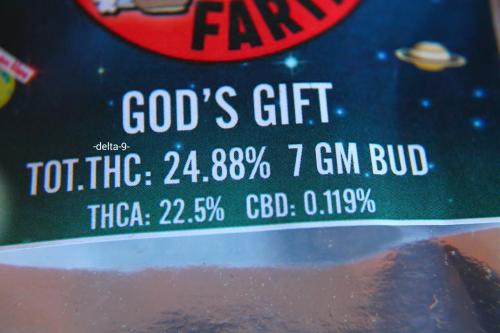 FARM
GOD'S GIFT
-delta-9-
TOT.THC: 24.88% 7 GM BUD
THCA: 22.5% CBD: 0.119%